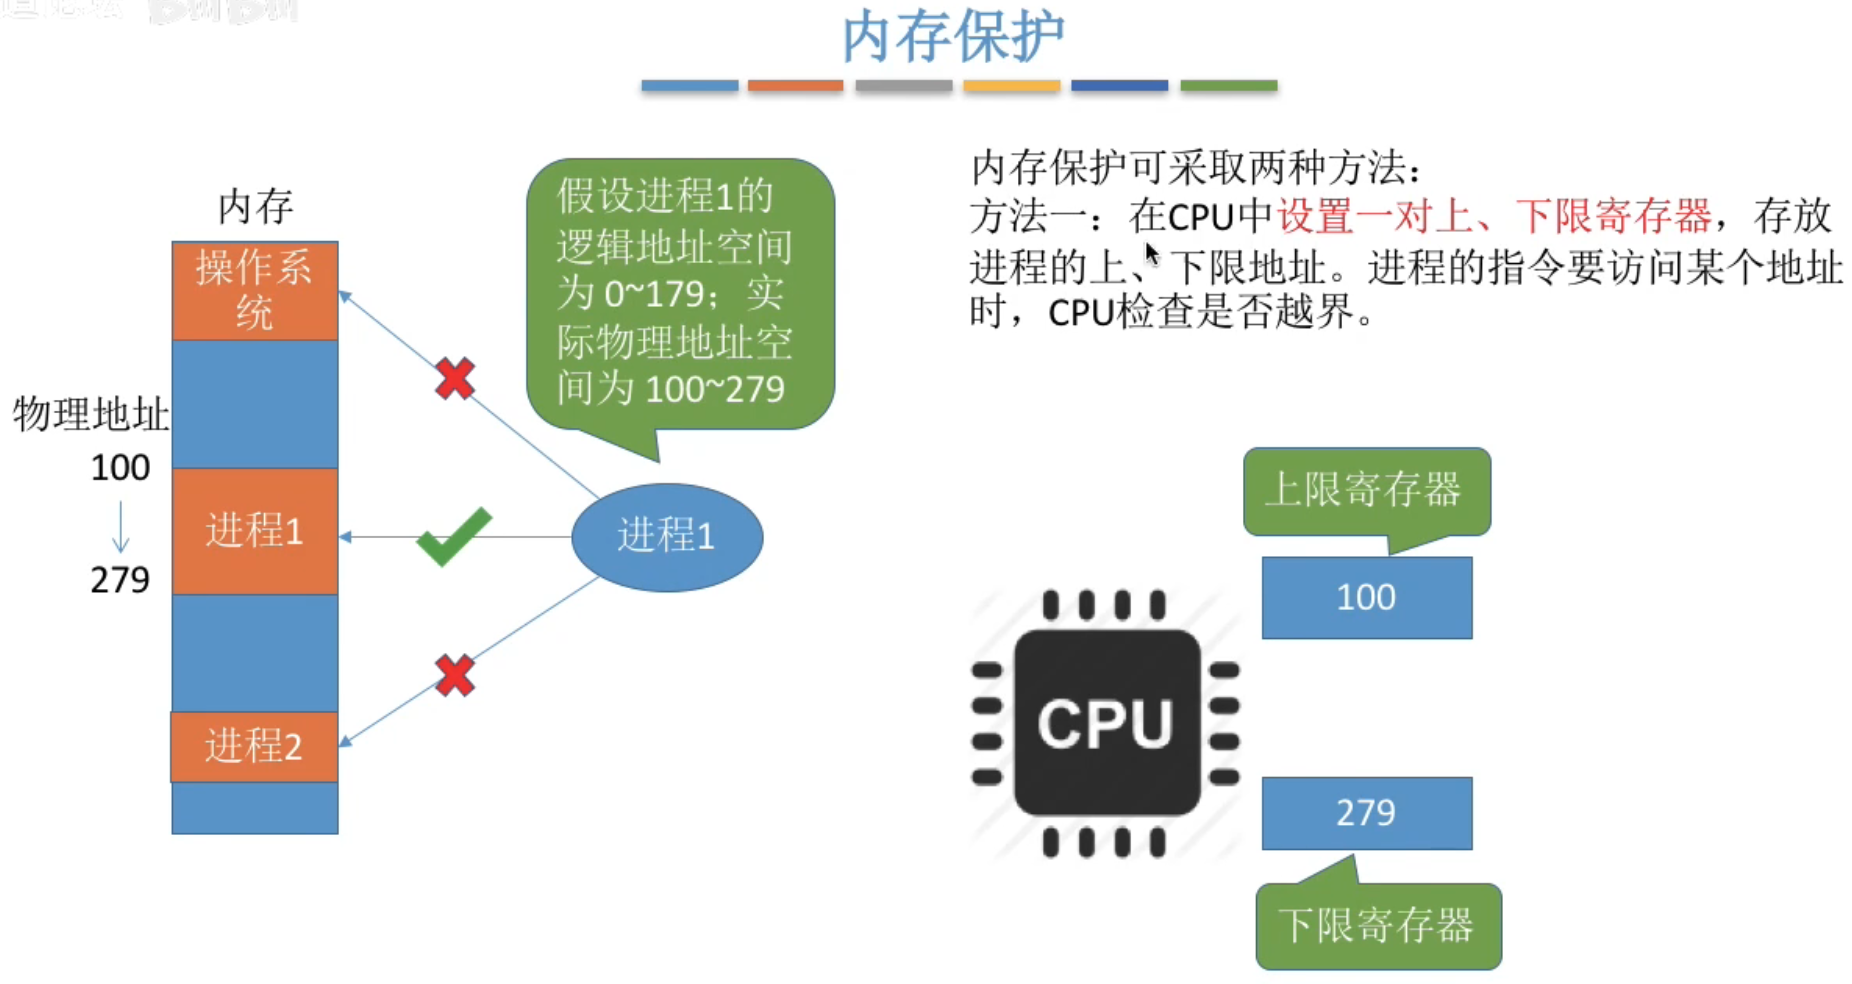 内存保护
内存
操作系
统
物理地址
100
279
进程1
进程2
假设进程1的
逻辑地址空间
为 0~179；实
际物理地址空
间为 100~279
进程1
内存保护可采取两种方法：
方法一：在CPU中设置一对上、下限寄存器，存放
进程的上、下限地址。进程的指令要访问某个地址
时，CPU检查是否越界。
上限寄存器
100
CPU
279
下限寄存器